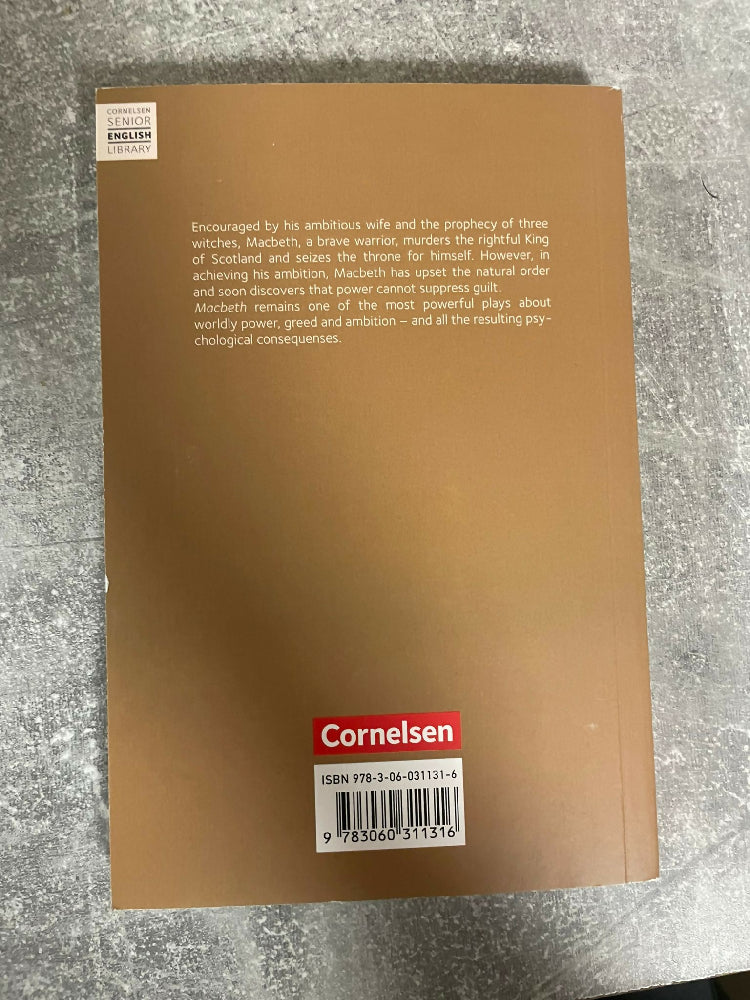 CORNELSEN
SENIOR
ENGLISH
LIBRARY
Encouraged by his ambitious wife and the prophecy of three
witches, Macbeth, a brave warrior, murders the rightful King
of Scotland and seizes the throne for himself. However, in
achieving his ambition, Macbeth has upset the natural order
and soon discovers that power cannot suppress guilt.
Macbeth remains one of the most powerful plays about
worldly power, greed and ambition – and all the resulting psy-
chological consequenses.
Cornelsen
ISBN 978-3-06-031131-6
9 783060 311316